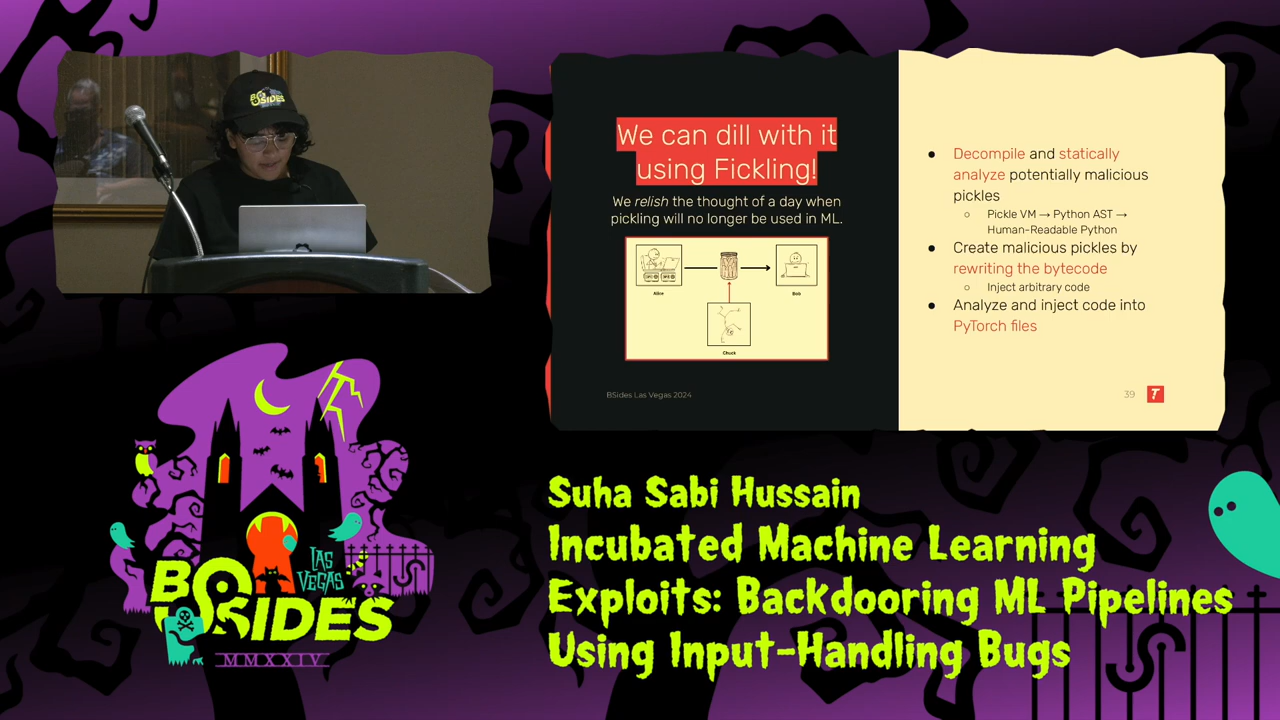 BSIDES
We can dill with it
using Fickling!
We relish the thought of a day when
pickling will no longer be used in ML.
Alice
Bob
Chuck
BSides Las Vegas 2024
● Decompile and statically
analyze potentially malicious
pickles
○ Pickle VM → Python AST →
Human-Readable Python
● Create malicious pickles by
rewriting the bytecode
○ Inject arbitrary code
● Analyze and inject code into
PyTorch files
39
T
LAS
VEGAS
BSIDES
MMXXIV
Suha Sabi Hussain
Incubated Machine Learning
Exploits: Backdooring ML Pipelines
Using Input-Handling Bugs